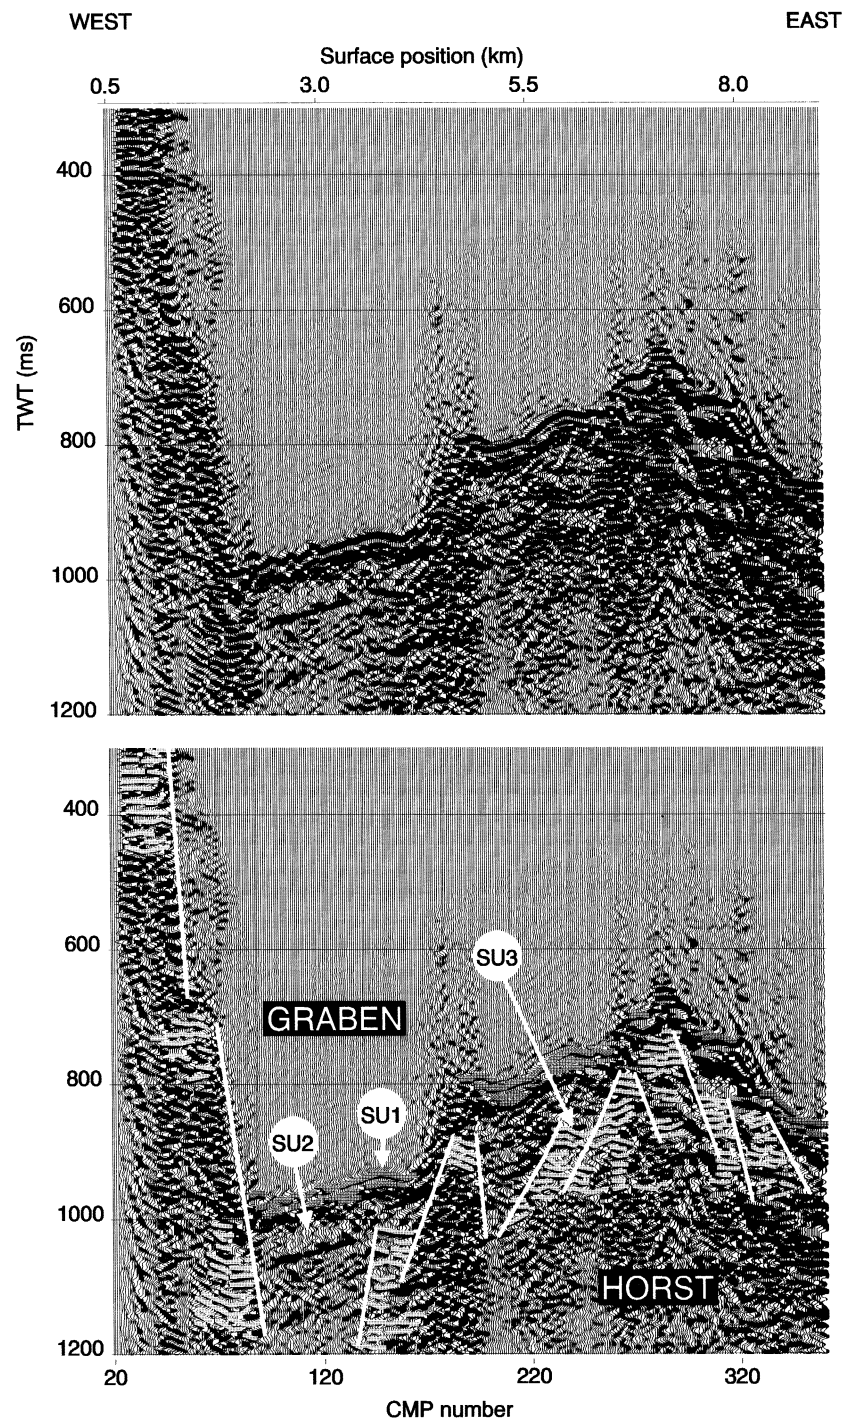 WEST EAST
Surface position (km)
0.5 3.0 5.5 8.0
400
600
TWT (ms)
800
1000
1200
400
600
SU3
GRABEN
800
SU1
SU2
1000
HORST
1200
20 120 220 320
CMP number